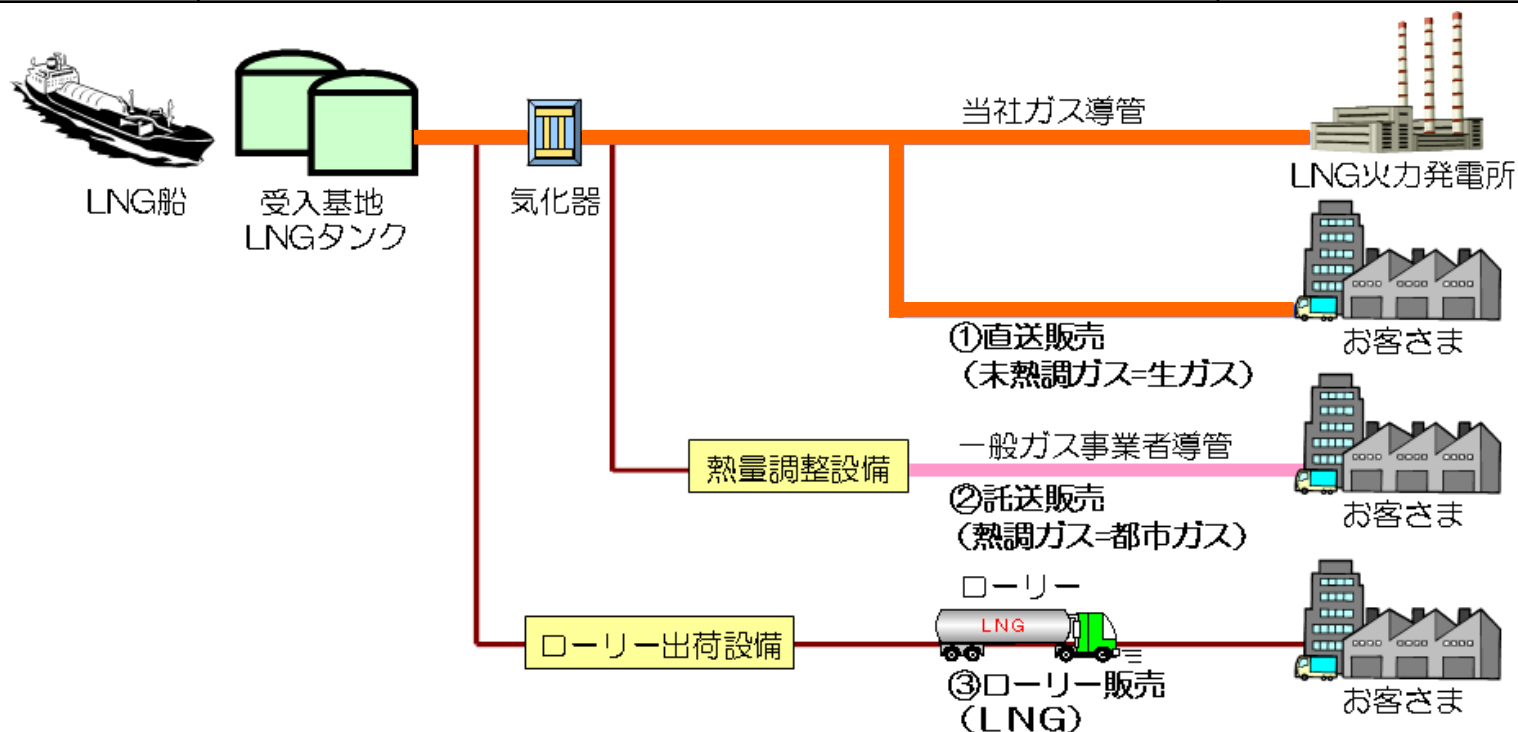 当社ガス導管
LNG火力発電所
LNG船
受入基地
LNGタンク
気化器
①直送販売
(未熱調ガス=生ガス)
お客さま
熱量調整設備
一般ガス事業者導管
②託送販売
(熱調ガス=都市ガス)
お客さま
ローリー
LNG
ローリー出荷設備
③ローリー販売
(LNG)
お客さま